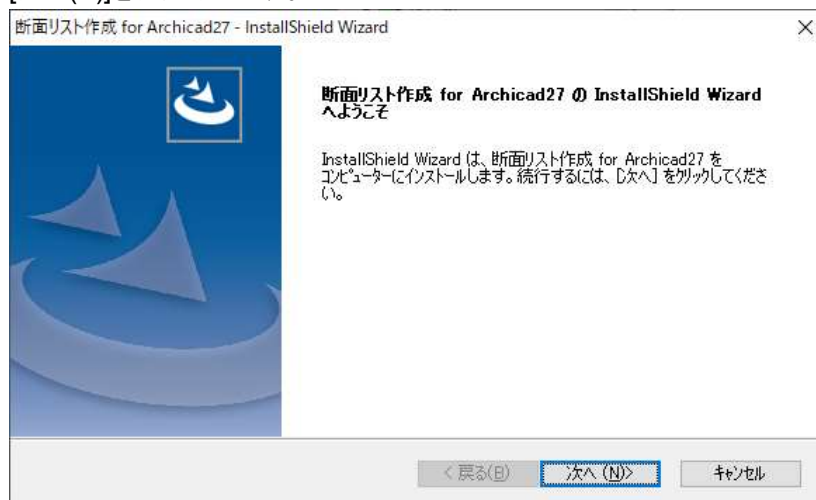 断面リスト作成 for Archicad27 - InstallShield Wizard
断面リスト作成 for Archicad27 の InstallShield Wizard
へようこそ
InstallShield Wizard は、断面リスト作成 for Archicad27 を
コンピューターにインストールします。続行するには、[次へ] をクリックしてくださ
い。
< 戻る(B)
次へ (N)>
キャンセル